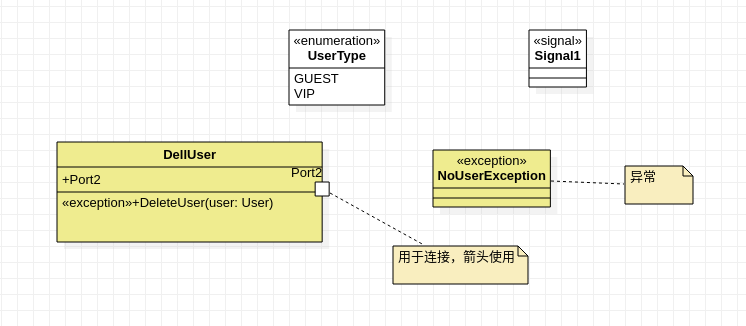 «enumeration»
UserType
GUEST
VIP
«signal»
Signal1
DellUser
Port2
+Port2
«exception»+DeleteUser(user: User)
«exception»
NoUserException
异常
用于连接，箭头使用